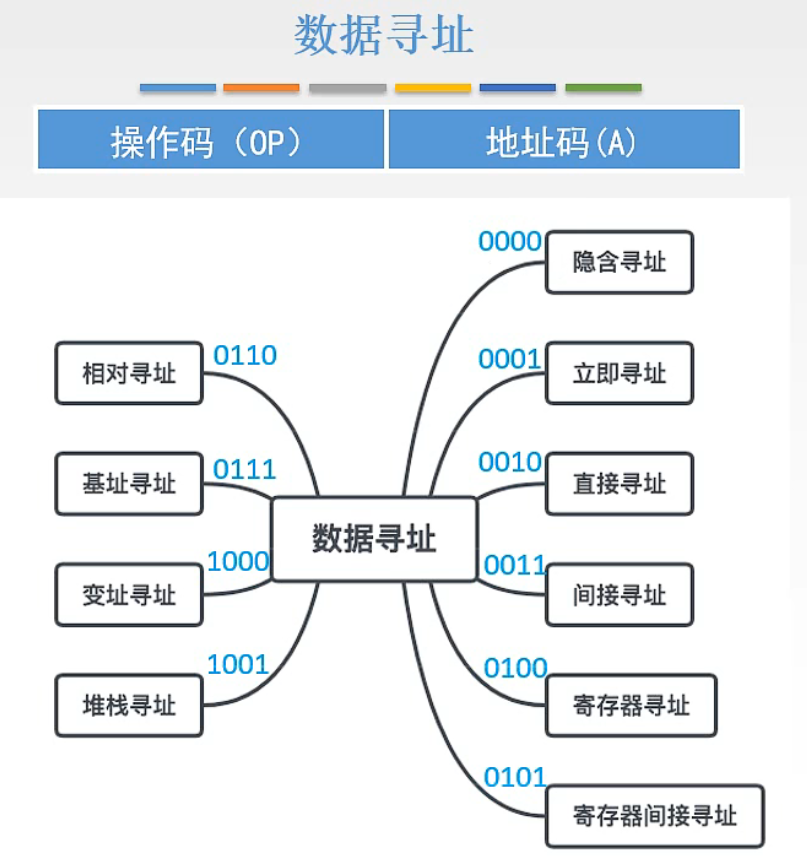 数据寻址
操作码（OP）
地址码(A)
0000
隐含寻址
0001
立即寻址
0010
直接寻址
0011
间接寻址
0100
寄存器寻址
0101
寄存器间接寻址
0110
相对寻址
0111
基址寻址
1000
变址寻址
1001
堆栈寻址
数据寻址